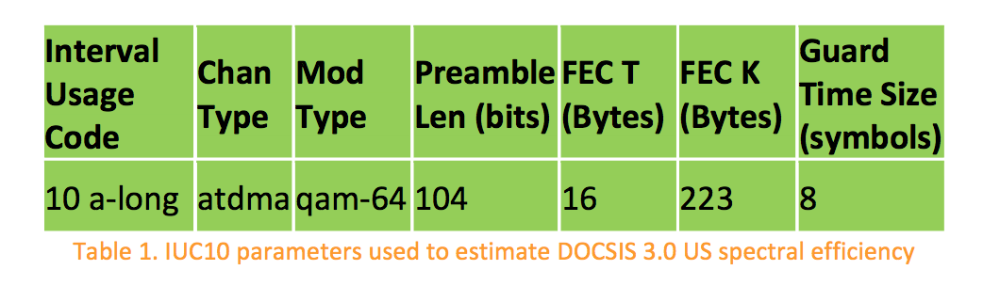 Interval Usage Code
Chan Type
Mod Type
Preamble Len (bits)
FEC T (Bytes)
FEC K (Bytes)
Guard Time Size (symbols)
10 a-long
atdma
qam-64
104
16
223
8
Table 1. IUC10 parameters used to estimate DOCSIS 3.0 US spectral efficiency